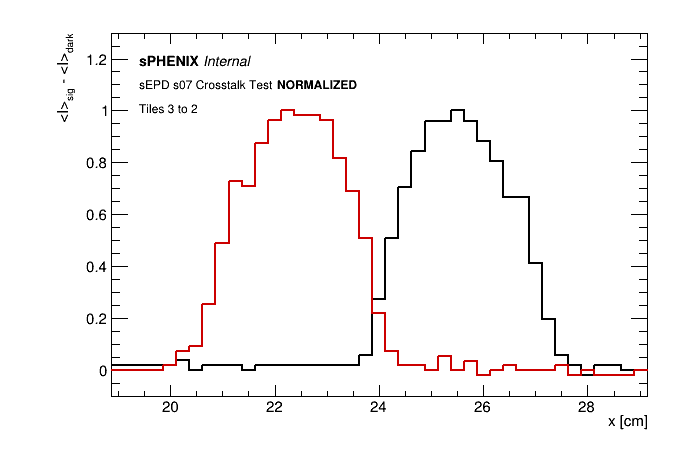 <I>sig - <I>dark
sPHENIX Internal
sEPD s07 Crosstalk Test NORMALIZED
Tiles 3 to 2
1.2
1
0.8
0.6
0.4
0.2
0
20 22 24 26 28
x [cm]